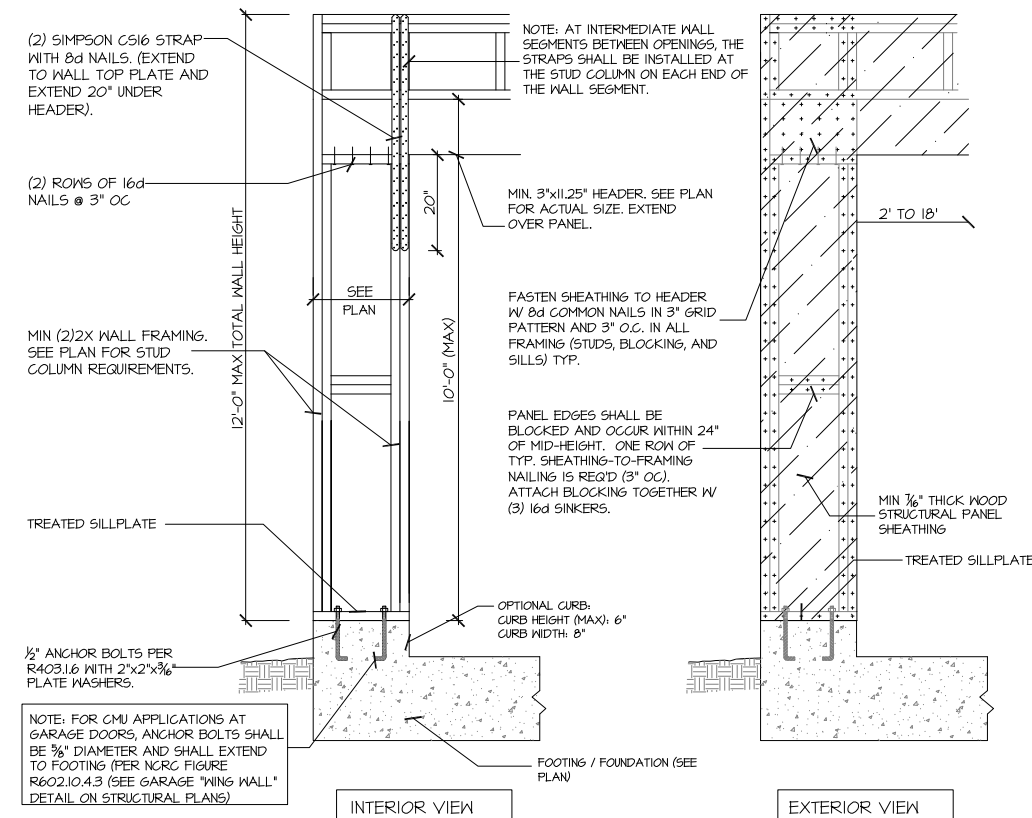 (2) SIMPSON CS16 STRAP
WITH 8d NAILS. (EXTEND
TO WALL TOP PLATE AND
EXTEND 20" UNDER
HEADER).
(2) ROWS OF 16d
NAILS @ 3" OC
12'-0" MAX TOTAL WALL HEIGHT
MIN (2)2X WALL FRAMING.
SEE PLAN FOR STUD
COLUMN REQUIREMENTS.
TREATED SILLPLATE
½" ANCHOR BOLTS PER
R403.1.6 WITH 2"x2"x3/16"
PLATE WASHERS.
NOTE: FOR CMU APPLICATIONS AT
GARAGE DOORS, ANCHOR BOLTS SHALL
BE ⅝" DIAMETER AND SHALL EXTEND
TO FOOTING (PER NCRC FIGURE
R602.10.4.3 (SEE GARAGE "WING WALL"
DETAIL ON STRUCTURAL PLANS)
SEE
PLAN
20"
10'-0" (MAX)
NOTE: AT INTERMEDIATE WALL
SEGMENTS BETWEEN OPENINGS, THE
STRAPS SHALL BE INSTALLED AT
THE STUD COLUMN ON EACH END OF
THE WALL SEGMENT.
MIN. 3"x11.25" HEADER. SEE PLAN
FOR ACTUAL SIZE. EXTEND
OVER PANEL.
FASTEN SHEATHING TO HEADER
W/ 8d COMMON NAILS IN 3" GRID
PATTERN AND 3" O.C. IN ALL
FRAMING (STUDS, BLOCKING, AND
SILLS) TYP.
PANEL EDGES SHALL BE
BLOCKED AND OCCUR WITHIN 24"
OF MID-HEIGHT. ONE ROW OF
TYP. SHEATHING-TO-FRAMING
NAILING IS REQ'D (3" OC).
ATTACH BLOCKING TOGETHER W/
(3) 16d SINKERS.
OPTIONAL CURB:
CURB HEIGHT (MAX): 6"
CURB WIDTH: 8"
FOOTING / FOUNDATION (SEE
PLAN)
INTERIOR VIEW
2' TO 18'
MIN 7/16" THICK WOOD
STRUCTURAL PANEL
SHEATHING
TREATED SILLPLATE
EXTERIOR VIEW